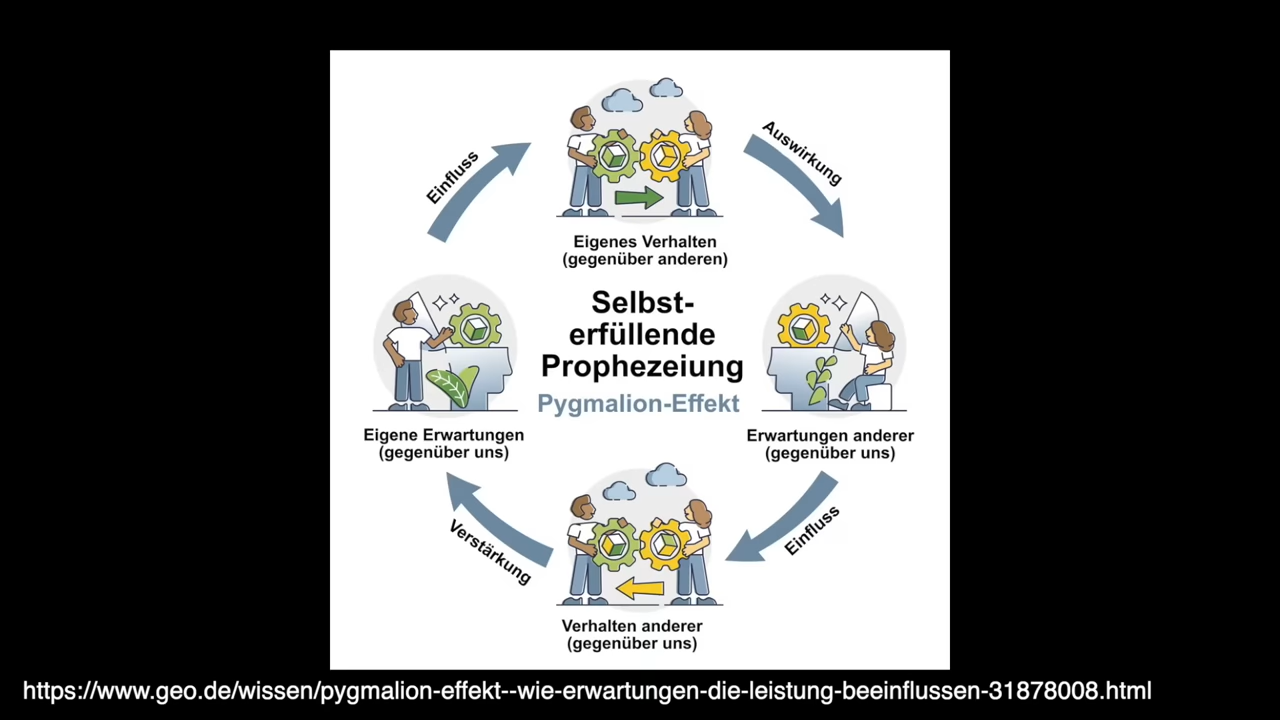 Einfluss
Auswirkung
Eigenes Verhalten
(gegenüber anderen)
Selbst-
erfüllende
Prophezeiung
Pygmalion-Effekt
Eigene Erwartungen
(gegenüber uns)
Erwartungen anderer
(gegenüber uns)
Verstärkung
Einfluss
Verhalten anderer
(gegenüber uns)
https://www.geo.de/wissen/pygmalion-effekt--wie-erwartungen-die-leistung-beeinflussen-31878008.html